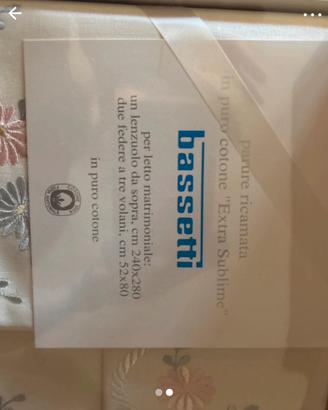 parure ricamata
in puro cotone "Extra Sublime"
bassetti
per letto matrimoniale:
un lenzuolo da sopra, cm 240x280
due federe a tre volani, cm 52x80
in puro cotone